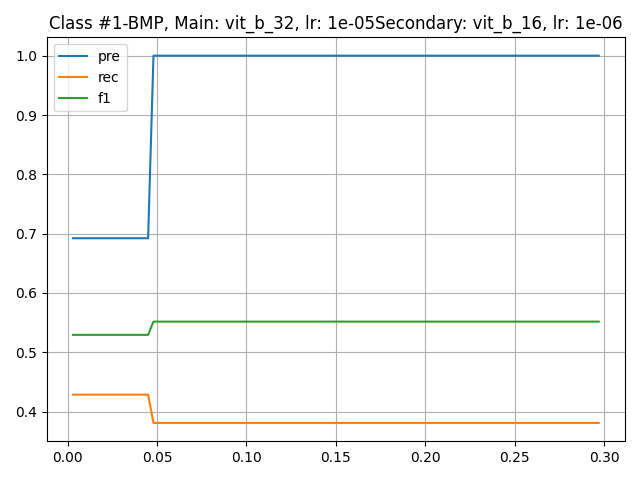 Class #1-BMP, Main: vit_b_32, lr: 1e-05Secondary: vit_b_16, lr: 1e-06
pre
rec
f1
1.0
0.9
0.8
0.7
0.6
0.5
0.4
0.00 0.05 0.10 0.15 0.20 0.25 0.30